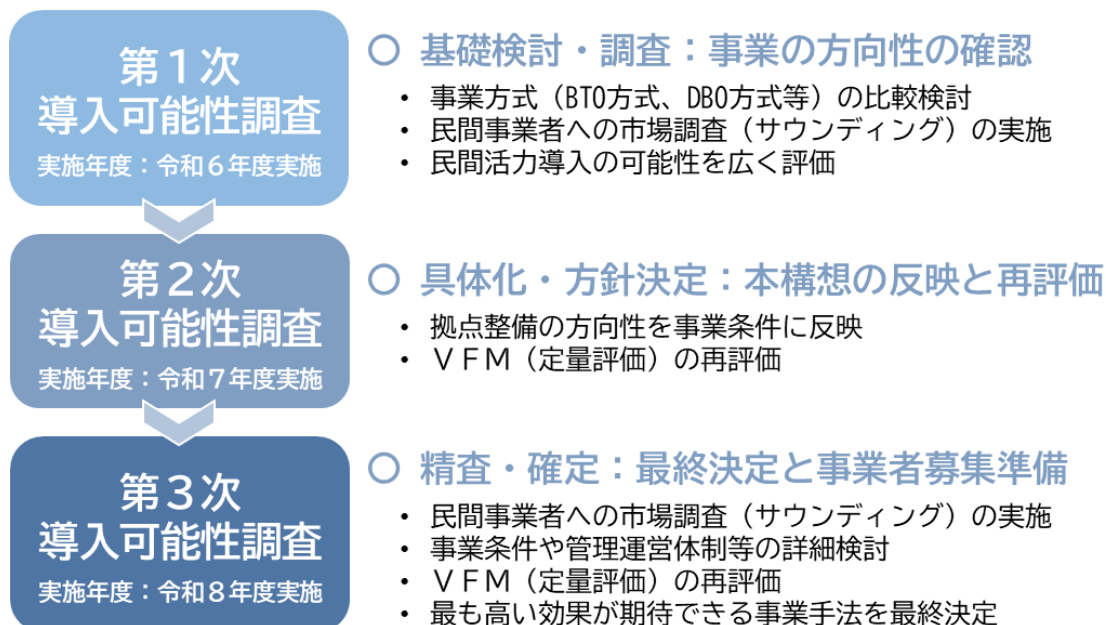 第１次
導入可能性調査
実施年度：令和６年度実施
〇 基礎検討・調査：事業の方向性の確認
・ 事業方式（BTO方式、DBO方式等）の比較検討
・ 民間事業者への市場調査（サウンディング）の実施
・ 民間活力導入の可能性を広く評価
第２次
導入可能性調査
実施年度：令和７年度実施
〇 具体化・方針決定：本構想の反映と再評価
・ 拠点整備の方向性を事業条件に反映
・ ＶＦＭ（定量評価）の再評価
第３次
導入可能性調査
実施年度：令和８年度実施
〇 精査・確定：最終決定と事業者募集準備
・ 民間事業者への市場調査（サウンディング）の実施
・ 事業条件や管理運営体制等の詳細検討
・ ＶＦＭ（定量評価）の再評価
・ 最も高い効果が期待できる事業手法を最終決定